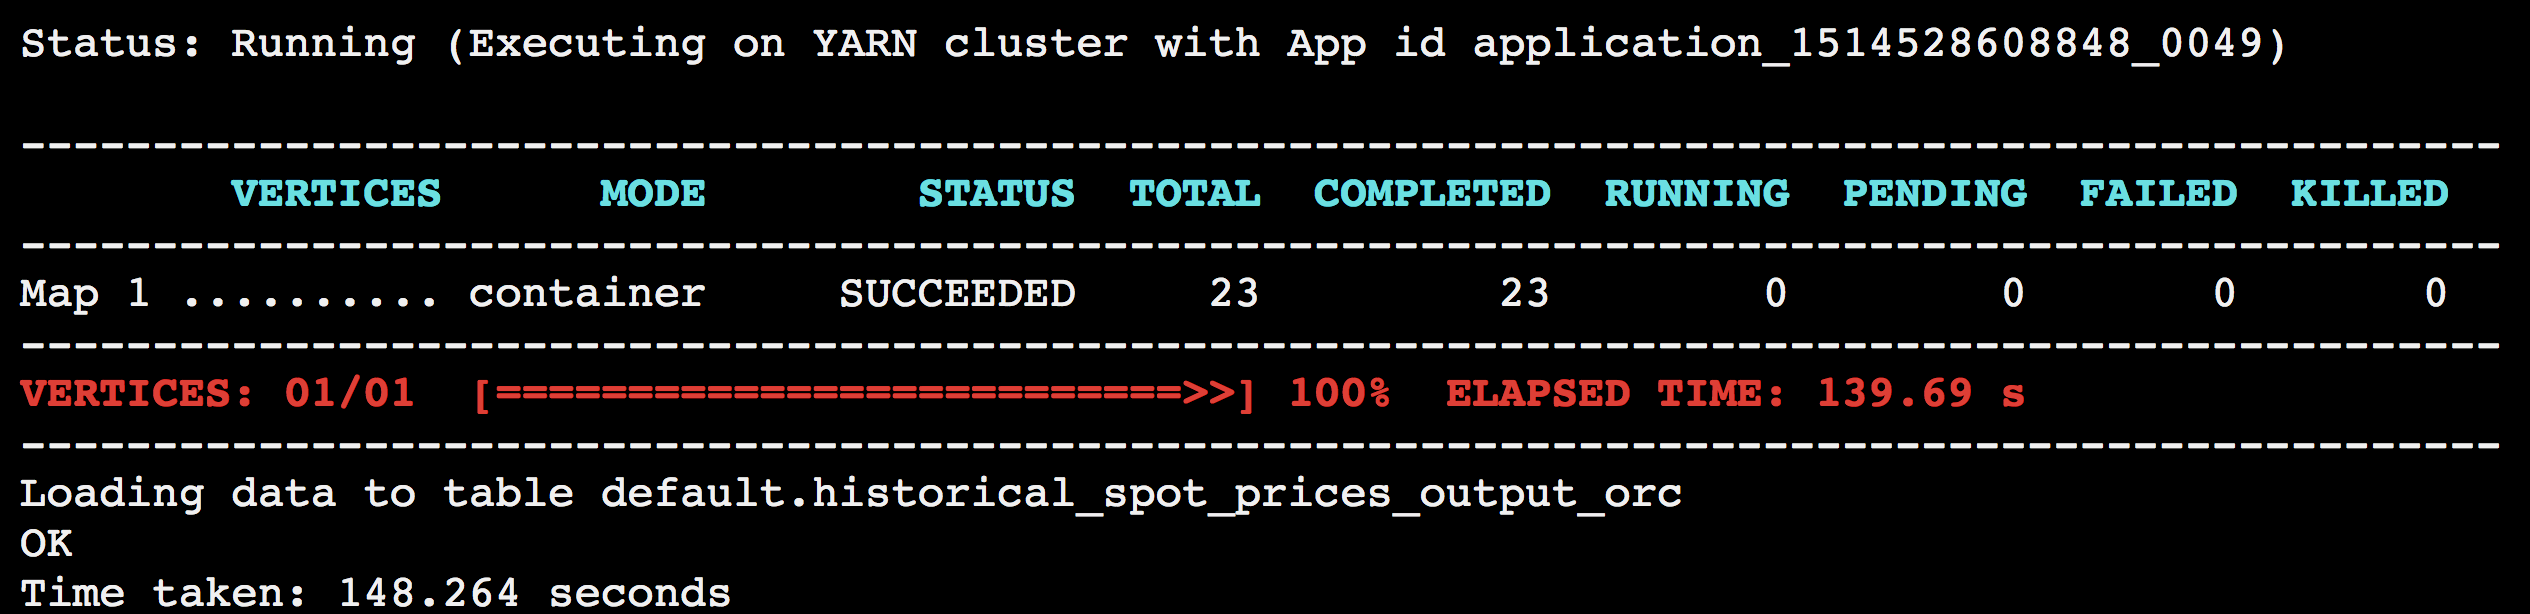 Status: Running (Executing on YARN cluster with App id application_1514528608848_0049)
----------------------------------------------------------------------------------------------
        VERTICES      MODE        STATUS  TOTAL  COMPLETED  RUNNING  PENDING  FAILED  KILLED
----------------------------------------------------------------------------------------------
Map 1 .......... container     SUCCEEDED     23         23        0        0       0       0
----------------------------------------------------------------------------------------------
VERTICES: 01/01  [==========================>>] 100%  ELAPSED TIME: 139.69 s
----------------------------------------------------------------------------------------------
Loading data to table default.historical_spot_prices_output_orc
OK
Time taken: 148.264 seconds